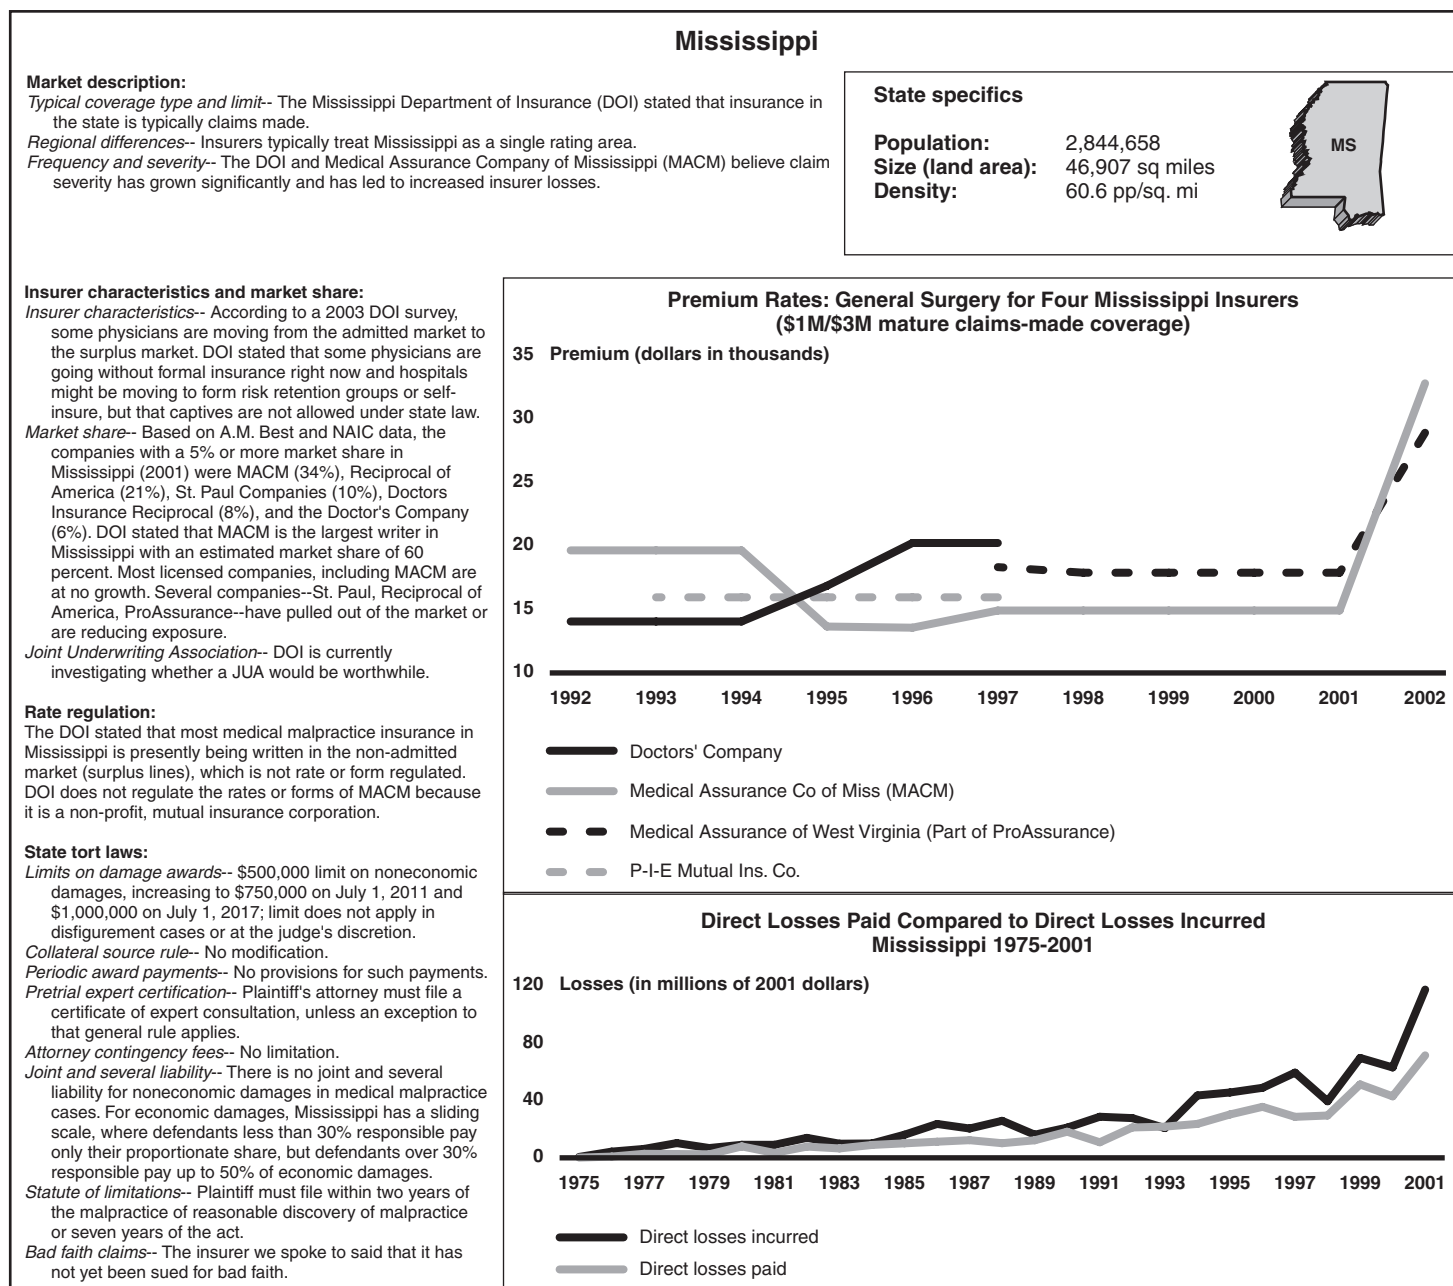 Mississippi
Market description:
Typical coverage type and limit-- The Mississippi Department of Insurance (DOI) stated that insurance in
the state is typically claims made.
Regional differences-- Insurers typically treat Mississippi as a single rating area.
Frequency and severity-- The DOI and Medical Assurance Company of Mississippi (MACM) believe claim
severity has grown significantly and has led to increased insurer losses.
State specifics
Population: 2,844,658
Size (land area): 46,907 sq miles
Density: 60.6 pp/sq. mi
MS
Insurer characteristics and market share:
Insurer characteristics-- According to a 2003 DOI survey,
some physicians are moving from the admitted market to
the surplus market. DOI stated that some physicians are
going without formal insurance right now and hospitals
might be moving to form risk retention groups or self-
insure, but that captives are not allowed under state law.
Market share-- Based on A.M. Best and NAIC data, the
companies with a 5% or more market share in
Mississippi (2001) were MACM (34%), Reciprocal of
America (21%), St. Paul Companies (10%), Doctors
Insurance Reciprocal (8%), and the Doctor's Company
(6%). DOI stated that MACM is the largest writer in
Mississippi with an estimated market share of 60
percent. Most licensed companies, including MACM are
at no growth. Several companies--St. Paul, Reciprocal of
America, ProAssurance--have pulled out of the market or
are reducing exposure.
Joint Underwriting Association-- DOI is currently
investigating whether a JUA would be worthwhile.
Rate regulation:
The DOI stated that most medical malpractice insurance in
Mississippi is presently being written in the non-admitted
market (surplus lines), which is not rate or form regulated.
DOI does not regulate the rates or forms of MACM because
it is a non-profit, mutual insurance corporation.
State tort laws:
Limits on damage awards-- $500,000 limit on noneconomic
damages, increasing to $750,000 on July 1, 2011 and
$1,000,000 on July 1, 2017; limit does not apply in
disfigurement cases or at the judge's discretion.
Collateral source rule-- No modification.
Periodic award payments-- No provisions for such payments.
Pretrial expert certification-- Plaintiff's attorney must file a
certificate of expert consultation, unless an exception to
that general rule applies.
Attorney contingency fees-- No limitation.
Joint and several liability-- There is no joint and several
liability for noneconomic damages in medical malpractice
cases. For economic damages, Mississippi has a sliding
scale, where defendants less than 30% responsible pay
only their proportionate share, but defendants over 30%
responsible pay up to 50% of economic damages.
Statute of limitations-- Plaintiff must file within two years of
the malpractice of reasonable discovery of malpractice
or seven years of the act.
Bad faith claims-- The insurer we spoke to said that it has
not yet been sued for bad faith.
Premium Rates: General Surgery for Four Mississippi Insurers
($1M/$3M mature claims-made coverage)
35 Premium (dollars in thousands)
30
25
20
15
10
1992 1993 1994 1995 1996 1997 1998 1999 2000 2001 2002
Doctors' Company
Medical Assurance Co of Miss (MACM)
Medical Assurance of West Virginia (Part of ProAssurance)
P-I-E Mutual Ins. Co.
Direct Losses Paid Compared to Direct Losses Incurred
Mississippi 1975-2001
120 Losses (in millions of 2001 dollars)
80
40
0
1975 1977 1979 1981 1983 1985 1987 1989 1991 1993 1995 1997 1999 2001
Direct losses incurred
Direct losses paid